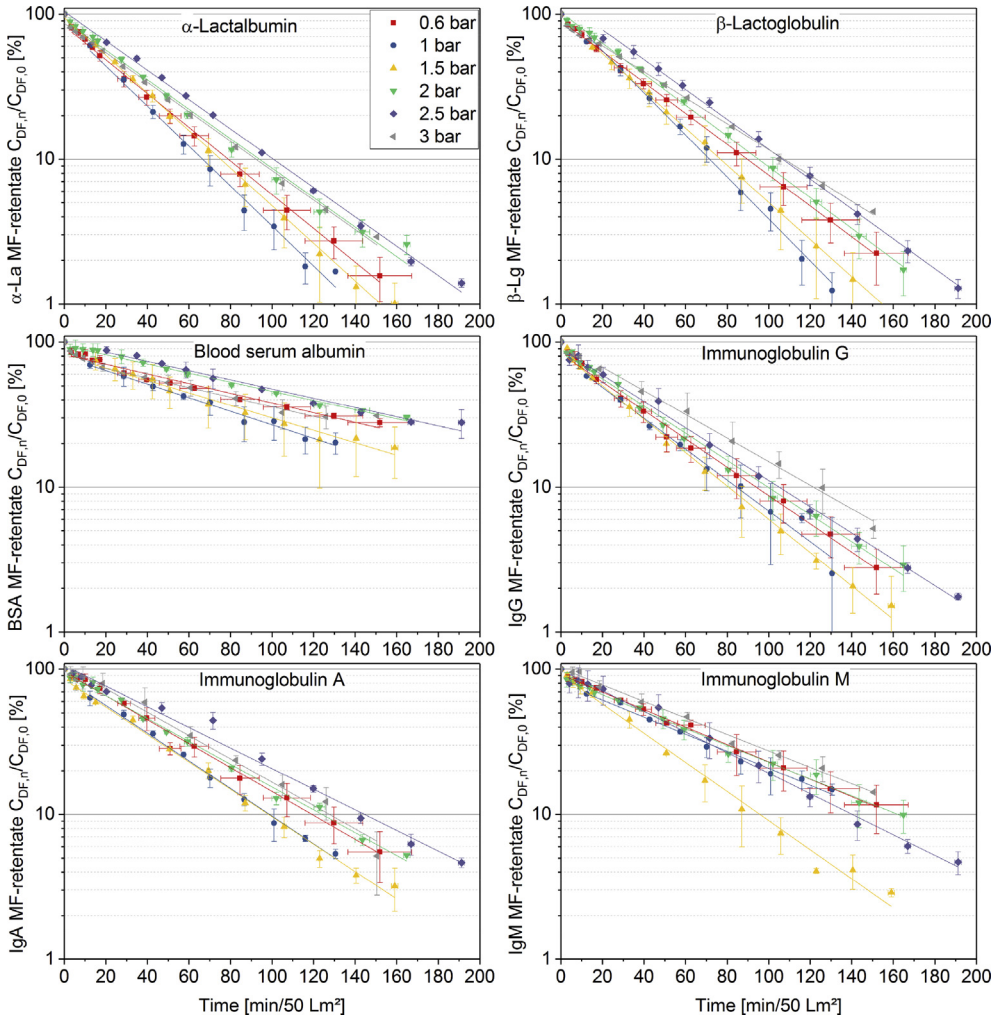 α-Lactalbumin
0.6 bar
1 bar
1.5 bar
2 bar
2.5 bar
3 bar
α-La MF-retentate C_DF,n/C_DF,0 [%]
100
10
1
0 20 40 60 80 100 120 140 160 180 200
β-Lactoglobulin
β-Lg MF-retentate C_DF,n/C_DF,0 [%]
100
10
1
0 20 40 60 80 100 120 140 160 180 200
Blood serum albumin
BSA MF-retentate C_DF,n/C_DF,0 [%]
100
10
1
0 20 40 60 80 100 120 140 160 180 200
Immunoglobulin G
IgG MF-retentate C_DF,n/C_DF,0 [%]
100
10
1
0 20 40 60 80 100 120 140 160 180 200
Immunoglobulin A
IgA MF-retentate C_DF,n/C_DF,0 [%]
100
10
1
0 20 40 60 80 100 120 140 160 180 200
Time [min/50 Lm²]
Immunoglobulin M
IgM MF-retentate C_DF,n/C_DF,0 [%]
100
10
1
0 20 40 60 80 100 120 140 160 180 200
Time [min/50 Lm²]